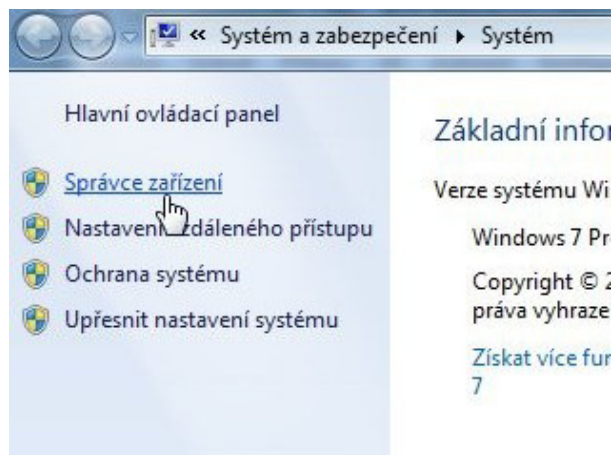 « Systém a zabezpečení ▸ Systém
Hlavní ovládací panel
Správce zařízení
Nastavení vzdáleného přístupu
Ochrana systému
Upřesnit nastavení systému
Základní infor
Verze systému Wi
Windows 7 Pr
Copyright © 2
práva vyhraze
Získat více fun
7